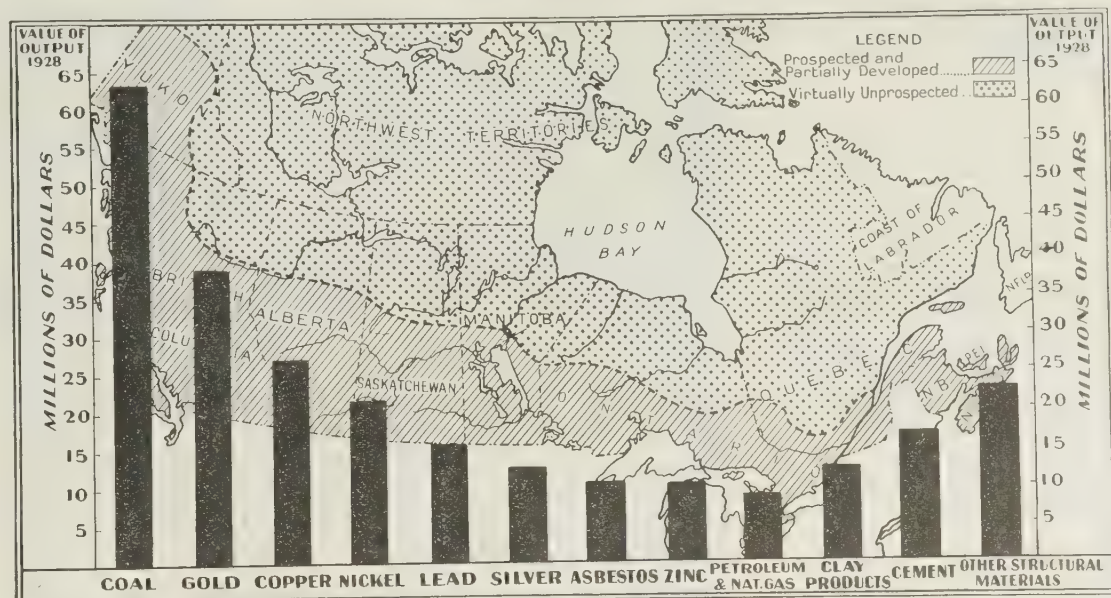 VALUE OF
OUTPUT
1928
65
60
55
50
45
40
35
30
25
20
15
10
5
MILLIONS OF DOLLARS
VALUE OF
OUTPUT
1928
65
60
55
50
45
40
35
30
25
20
15
10
5
MILLIONS OF DOLLARS
LEGEND
Prospected and
Partially Developed
Virtually Unprospected
YUKON
NORTHWEST TERRITORIES
HUDSON
BAY
COAST OF
LABRADOR
NFLD
BRITISH
COLUMBIA
ALBERTA
SASKATCHEWAN
MANITOBA
ONTARIO
QUEBEC
N B
P.E.I.
N S
COAL
GOLD
COPPER
NICKEL
LEAD
SILVER
ASBESTOS
ZINC
PETROLEUM
& NAT. GAS
CLAY
PRODUCTS
CEMENT
OTHER STRUCTURAL
MATERIALS